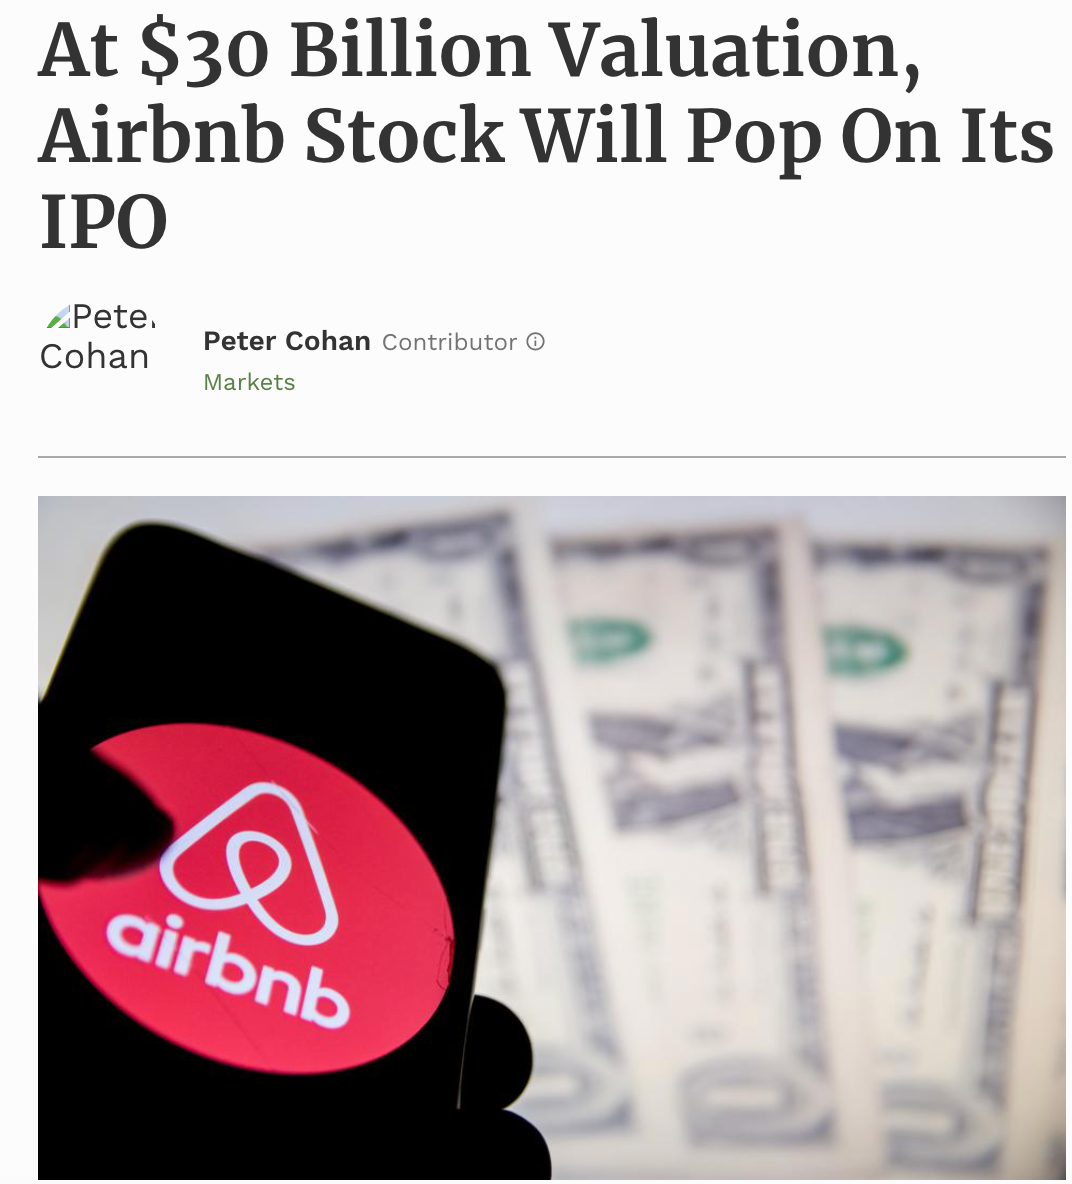 At $30 Billion Valuation,
Airbnb Stock Will Pop On Its
IPO
Pete
Cohan
Peter Cohan Contributor
Markets
airbnb